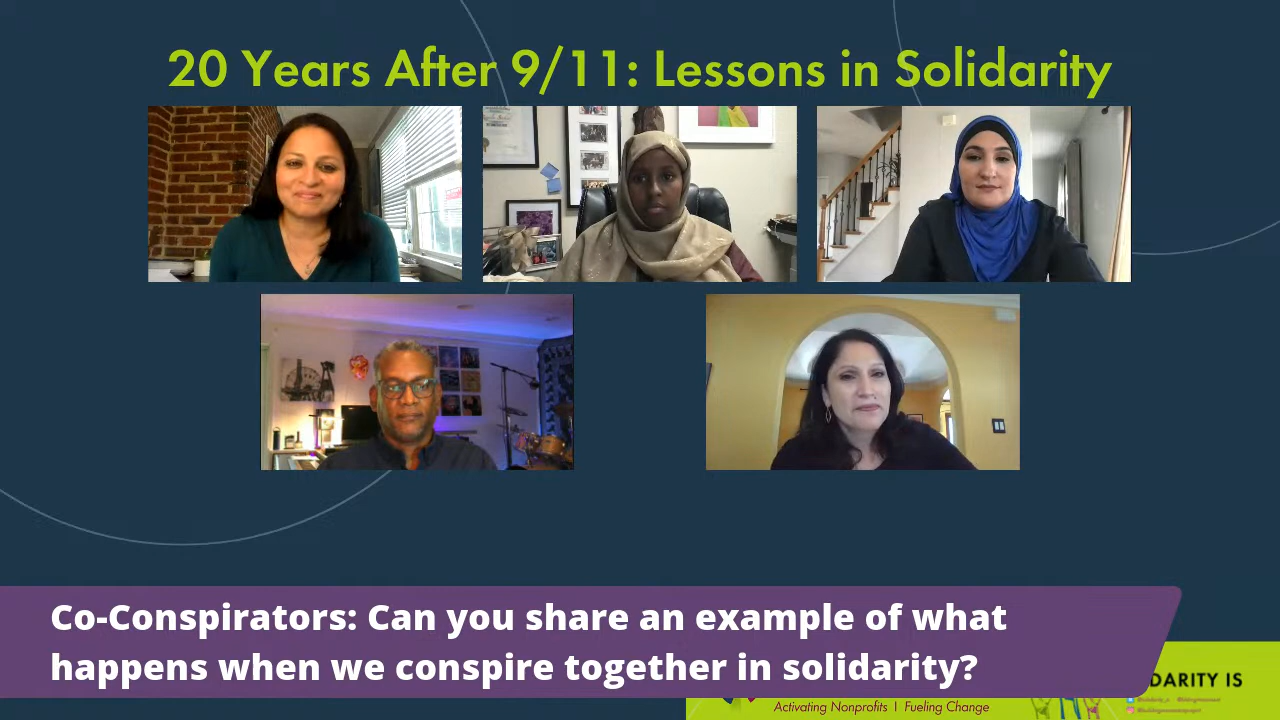 20 Years After 9/11: Lessons in Solidarity
Co-Conspirators: Can you share an example of what
happens when we conspire together in solidarity?
DARITY IS
Activating Nonprofits | Fueling Change